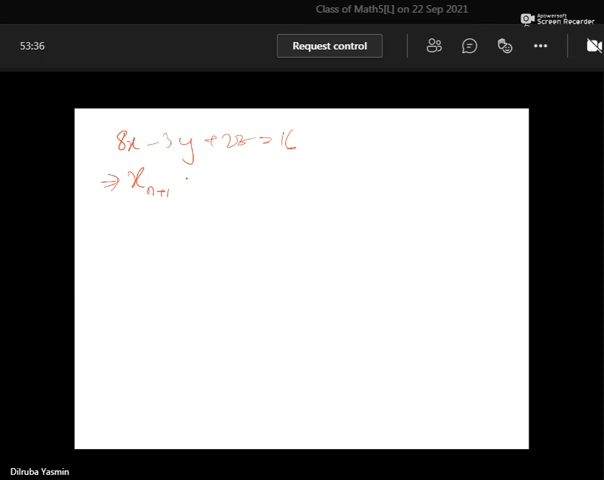 Class of Math5[L] on 22 Sep 2021
Apowersoft
Screen Recorder
53:36
Request control
8x - 3y + 2z = 16
⇒ x_{n+1}
Dilruba Yasmin